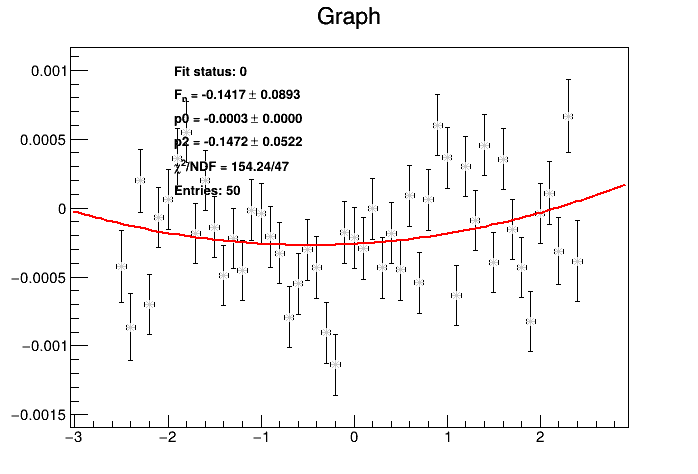 Graph
Fit status: 0
Fn = -0.1417 ± 0.0893
p0 = -0.0003 ± 0.0000
p2 = -0.1472 ± 0.0522
χ²/NDF = 154.24/47
Entries: 50
0.001
0.0005
0
−0.0005
−0.001
−0.0015
−3 −2 −1 0 1 2